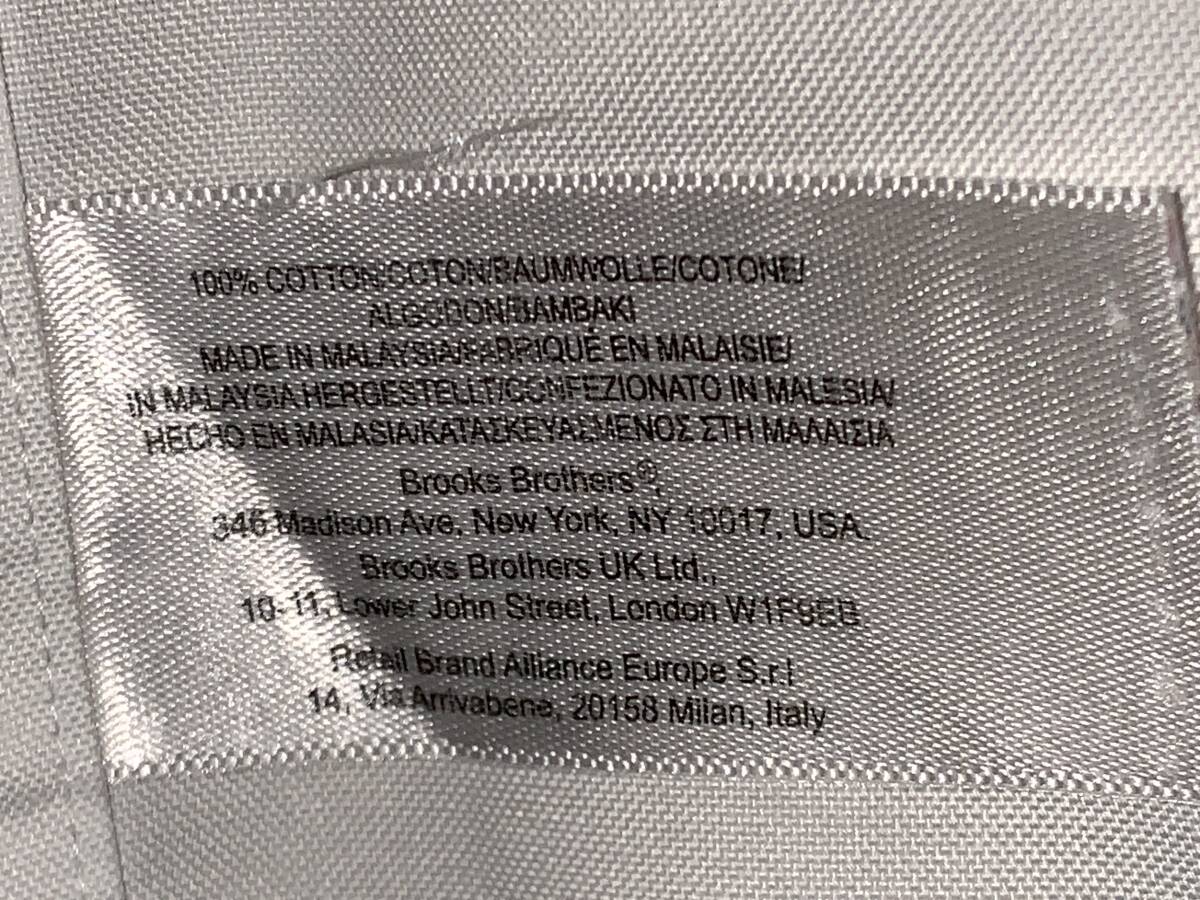 100% COTTON/COTON/BAUMWOLLE/COTONE/
ALGODON/BAMBAKI
MADE IN MALAYSIA/FABRIQUÉ EN MALAISIE/
IN MALAYSIA HERGESTELLT/CONFEZIONATO IN MALESIA/
HECHO EN MALASIA/ΚΑΤΑΣΚΕΥΑΣΜΕΝΟΣ ΣΤΗ ΜΑΛΑΙΣΙΑ
Brooks Brothers®,
346 Madison Ave, New York, NY 10017, USA.
Brooks Brothers UK Ltd.,
10-11, Lower John Street, London W1F9EB
Retail Brand Alliance Europe S.r.l
14, Via Arrivabene, 20158 Milan, Italy